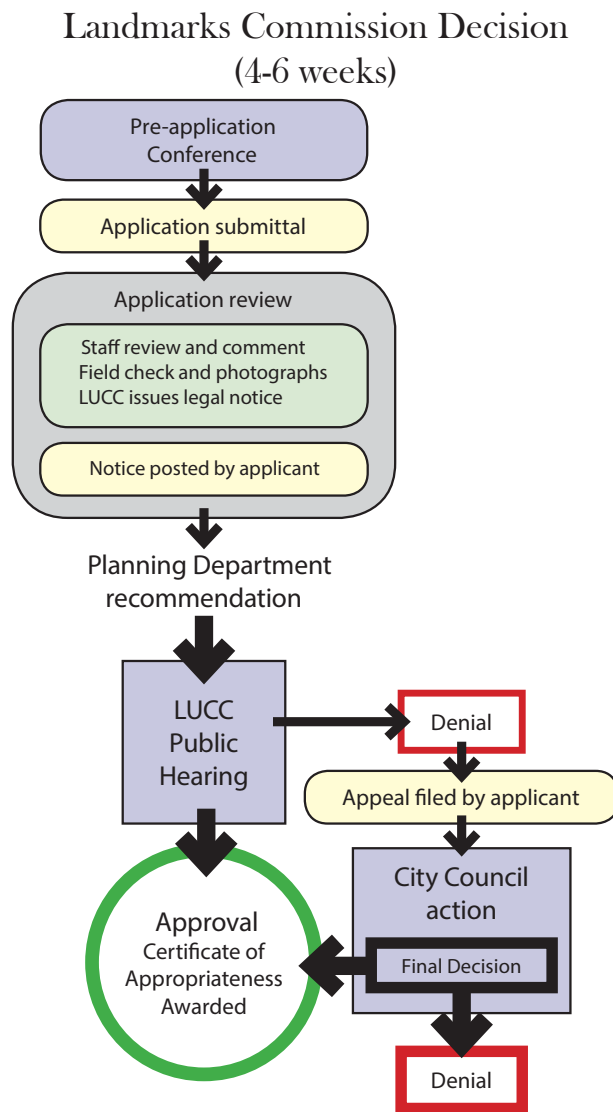 Landmarks Commission Decision
(4-6 weeks)
Pre-application
Conference
Application submittal
Application review
Staff review and comment
Field check and photographs
LUCC issues legal notice
Notice posted by applicant
Planning Department
recommendation
LUCC
Public
Hearing
Denial
Appeal filed by applicant
City Council
action
Final Decision
Approval
Certificate of
Appropriateness
Awarded
Denial